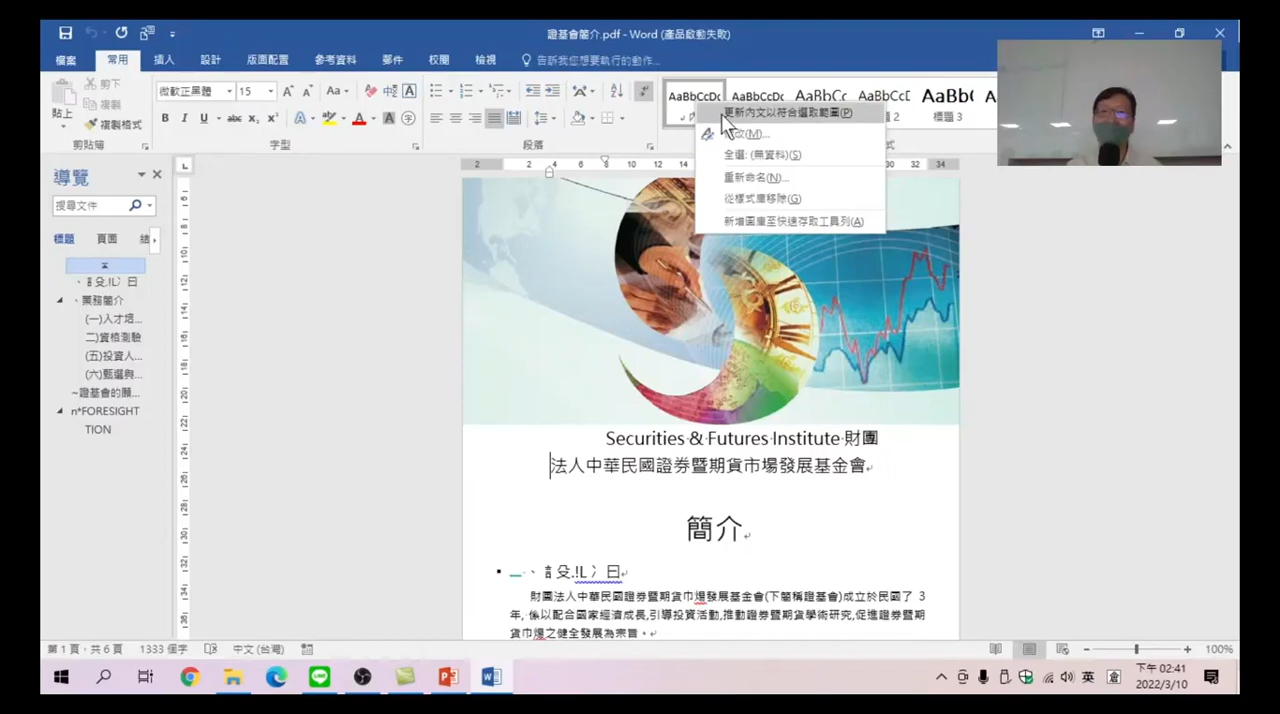 證基會簡介.pdf - Word (產品啟動失敗)
檔案 常用 插入 設計 版面配置 參考資料 郵件 校閱 檢視 告訴我您想要執行的動作...
貼上 剪下 複製 複製格式
微軟正黑體 15
剪貼簿 字型 段落
AaBbCcDc AaBbCcDc AaBbCc AaBbCcD AaBb
標題 3
更新內文以符合選取範圍(P)
改(M)...
全選: (無資料)(S)
重新命名(N)...
從樣式庫移除(G)
新增圖庫至快速存取工具列(A)
導覽
搜尋文件
標題 頁面 結
業務簡介
(一)人才培...
二)資格測驗
(五)投資人...
(六)甄選與...
~證基會的願...
n*FORESIGHT
TION
Securities & Futures Institute 財團
法人中華民國證券暨期貨市場發展基金會
簡介
財團法人中華民國證券暨期貨巾場發展基金會(下簡稱證基會)成立於民國了 3
年, 係以配合國家經濟成長,引導投資活動,推動證券暨期貨學術研究,促進證券暨期
貨巾場之健全發展為宗旨。
第 1 頁，共 6 頁 1333 個字 中文 (台灣) 100%
英 倉 下午 02:41
2022/3/10